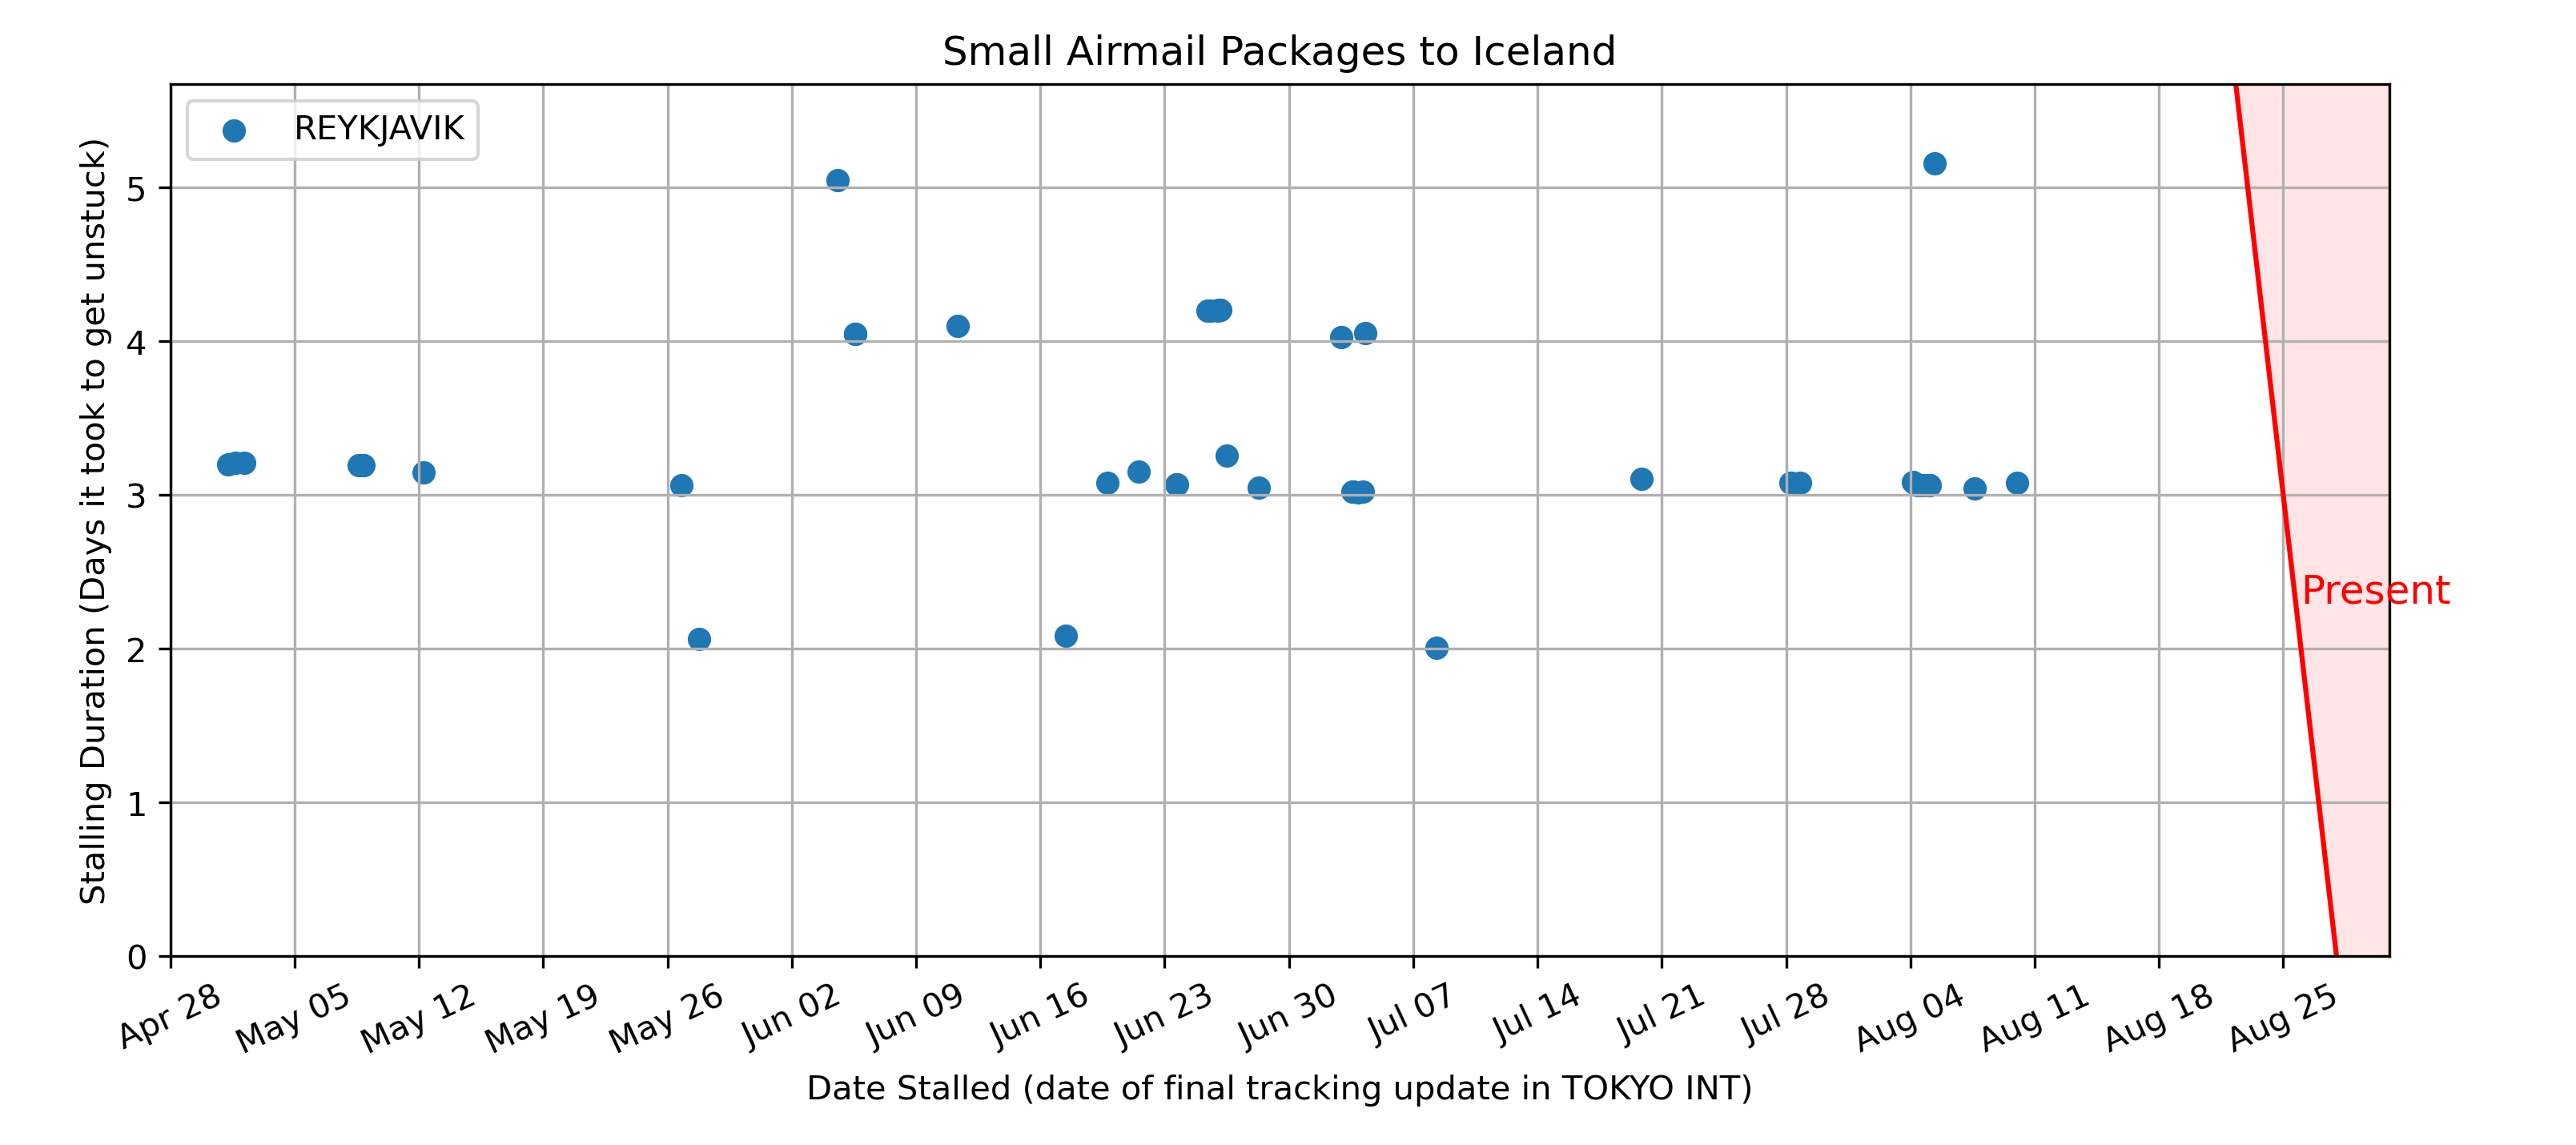 Small Airmail Packages to Iceland
REYKJAVIK
Stalling Duration (Days it took to get unstuck)
5
4
3
2
1
0
Present
Apr 28
May 05
May 12
May 19
May 26
Jun 02
Jun 09
Jun 16
Jun 23
Jun 30
Jul 07
Jul 14
Jul 21
Jul 28
Aug 04
Aug 11
Aug 18
Aug 25
Date Stalled (date of final tracking update in TOKYO INT)